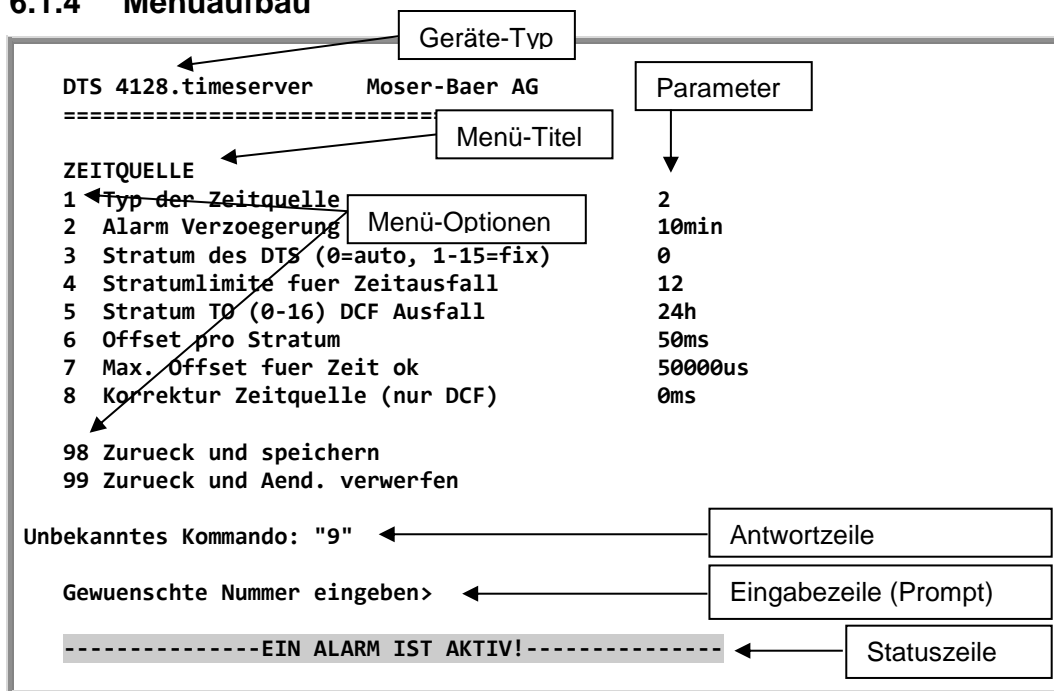 6.1.4 Menüaufbau
Geräte-Typ
DTS 4128.timeserver Moser-Baer AG
Parameter
=============================
Menü-Titel
ZEITQUELLE
1 Typ der Zeitquelle 2
Menü-Optionen
2 Alarm Verzoegerung 10min
3 Stratum des DTS (0=auto, 1-15=fix) 0
4 Stratumlimite fuer Zeitausfall 12
5 Stratum TO (0-16) DCF Ausfall 24h
6 Offset pro Stratum 50ms
7 Max. Offset fuer Zeit ok 50000us
8 Korrektur Zeitquelle (nur DCF) 0ms
98 Zurueck und speichern
99 Zurueck und Aend. verwerfen
Unbekanntes Kommando: "9"
Antwortzeile
Gewuenschte Nummer eingeben>
Eingabezeile (Prompt)
---------------EIN ALARM IST AKTIV!---------------
Statuszeile